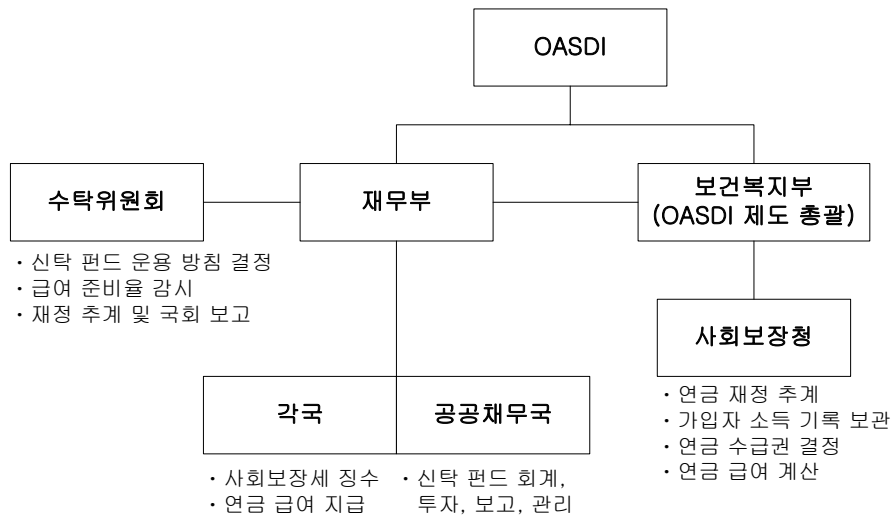 OASDI
수탁위원회
재무부
보건복지부
(OASDI 제도 총괄)
· 신탁 펀드 운용 방침 결정
· 급여 준비율 감시
· 재정 추계 및 국회 보고
사회보장청
· 연금 재정 추계
· 가입자 소득 기록 보관
· 연금 수급권 결정
· 연금 급여 계산
각국
공공채무국
· 사회보장세 징수
· 연금 급여 지급
· 신탁 펀드 회계,
투자, 보고, 관리